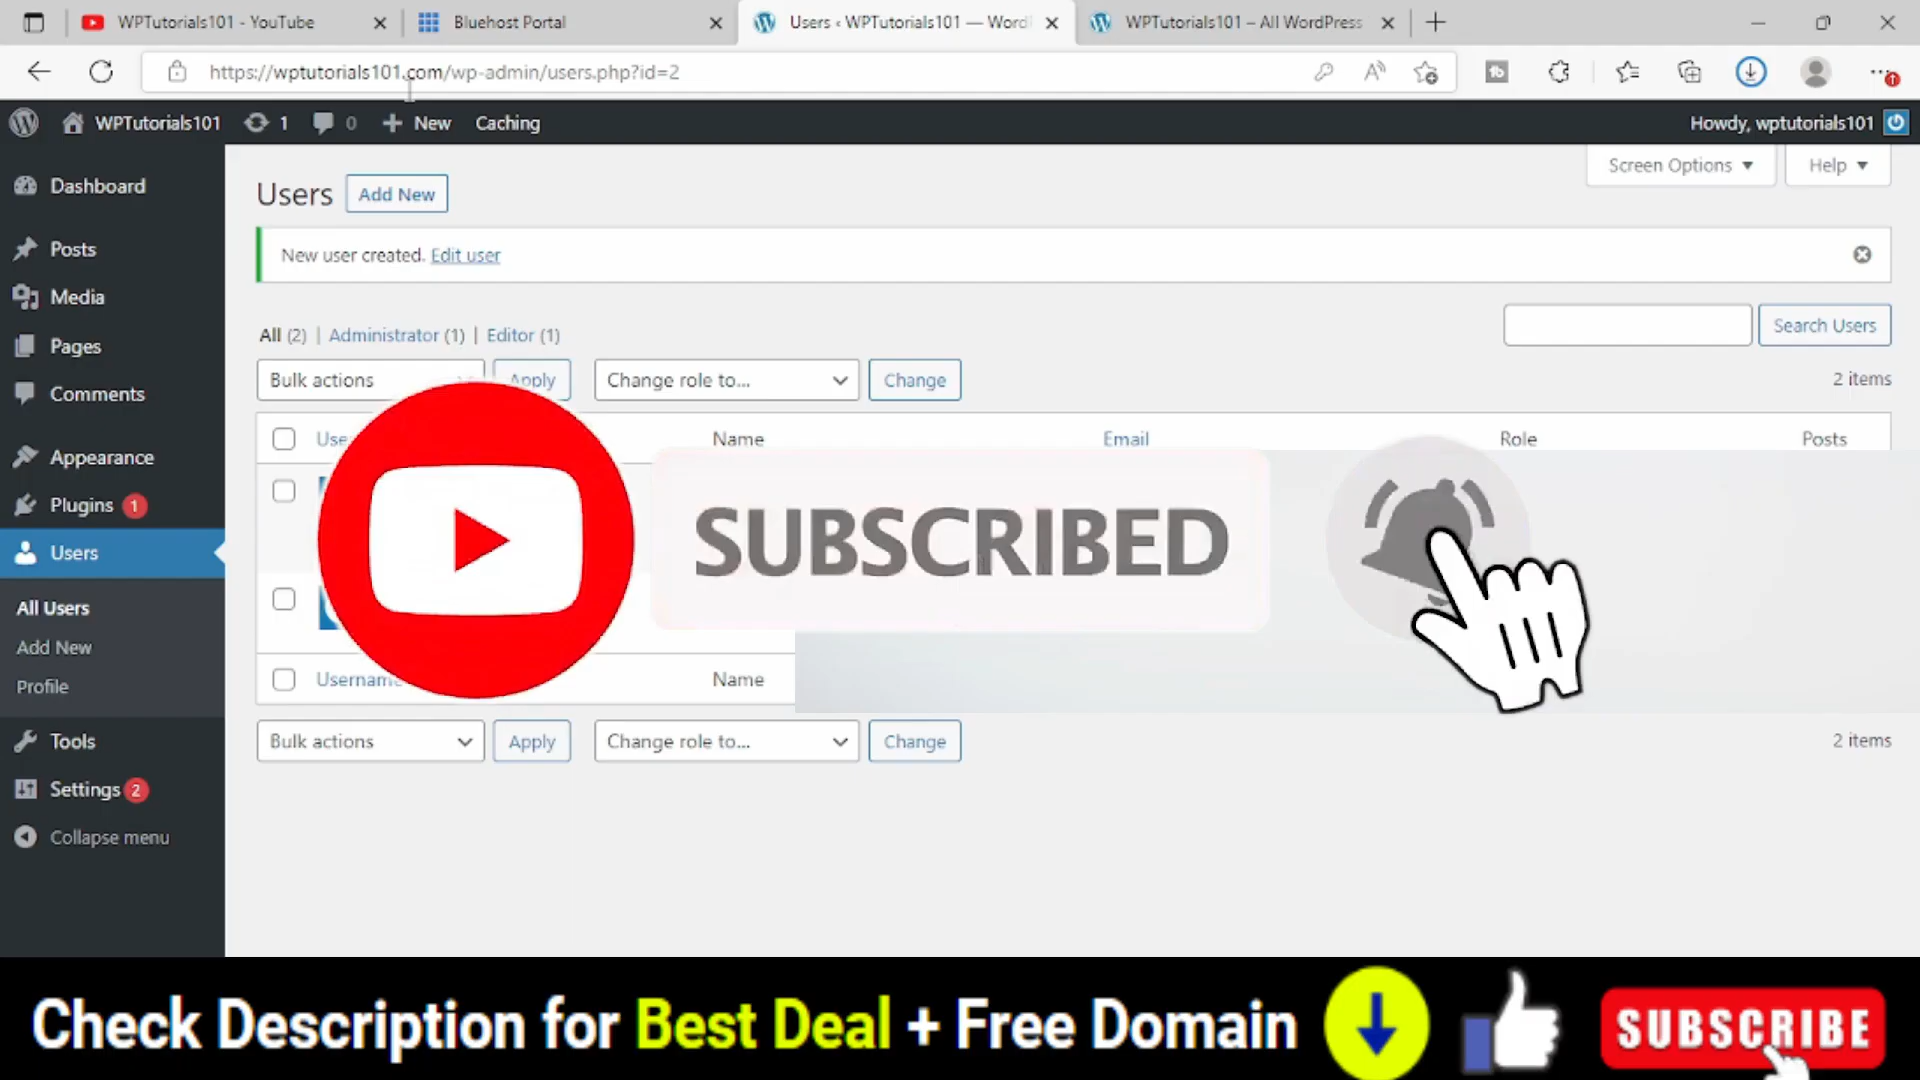 WPTutorials101 - YouTube
Bluehost Portal
Users ‹ WPTutorials101 — Word
WPTutorials101 – All WordPress
https://wptutorials101.com/wp-admin/users.php?id=2
WPTutorials101 1 0 New Caching Howdy, wptutorials101
Screen Options Help
Dashboard
Posts
Media
Pages
Comments
Appearance
Plugins 1
Users
All Users
Add New
Profile
Tools
Settings 2
Collapse menu
Users Add New
New user created. Edit user
All (2) | Administrator (1) | Editor (1)
Search Users
Bulk actions Apply Change role to... Change 2 items
Use Name Email Role Posts
SUBSCRIBED
Username Name
Bulk actions Apply Change role to... Change 2 items
Check Description for Best Deal + Free Domain
SUBSCRIBE